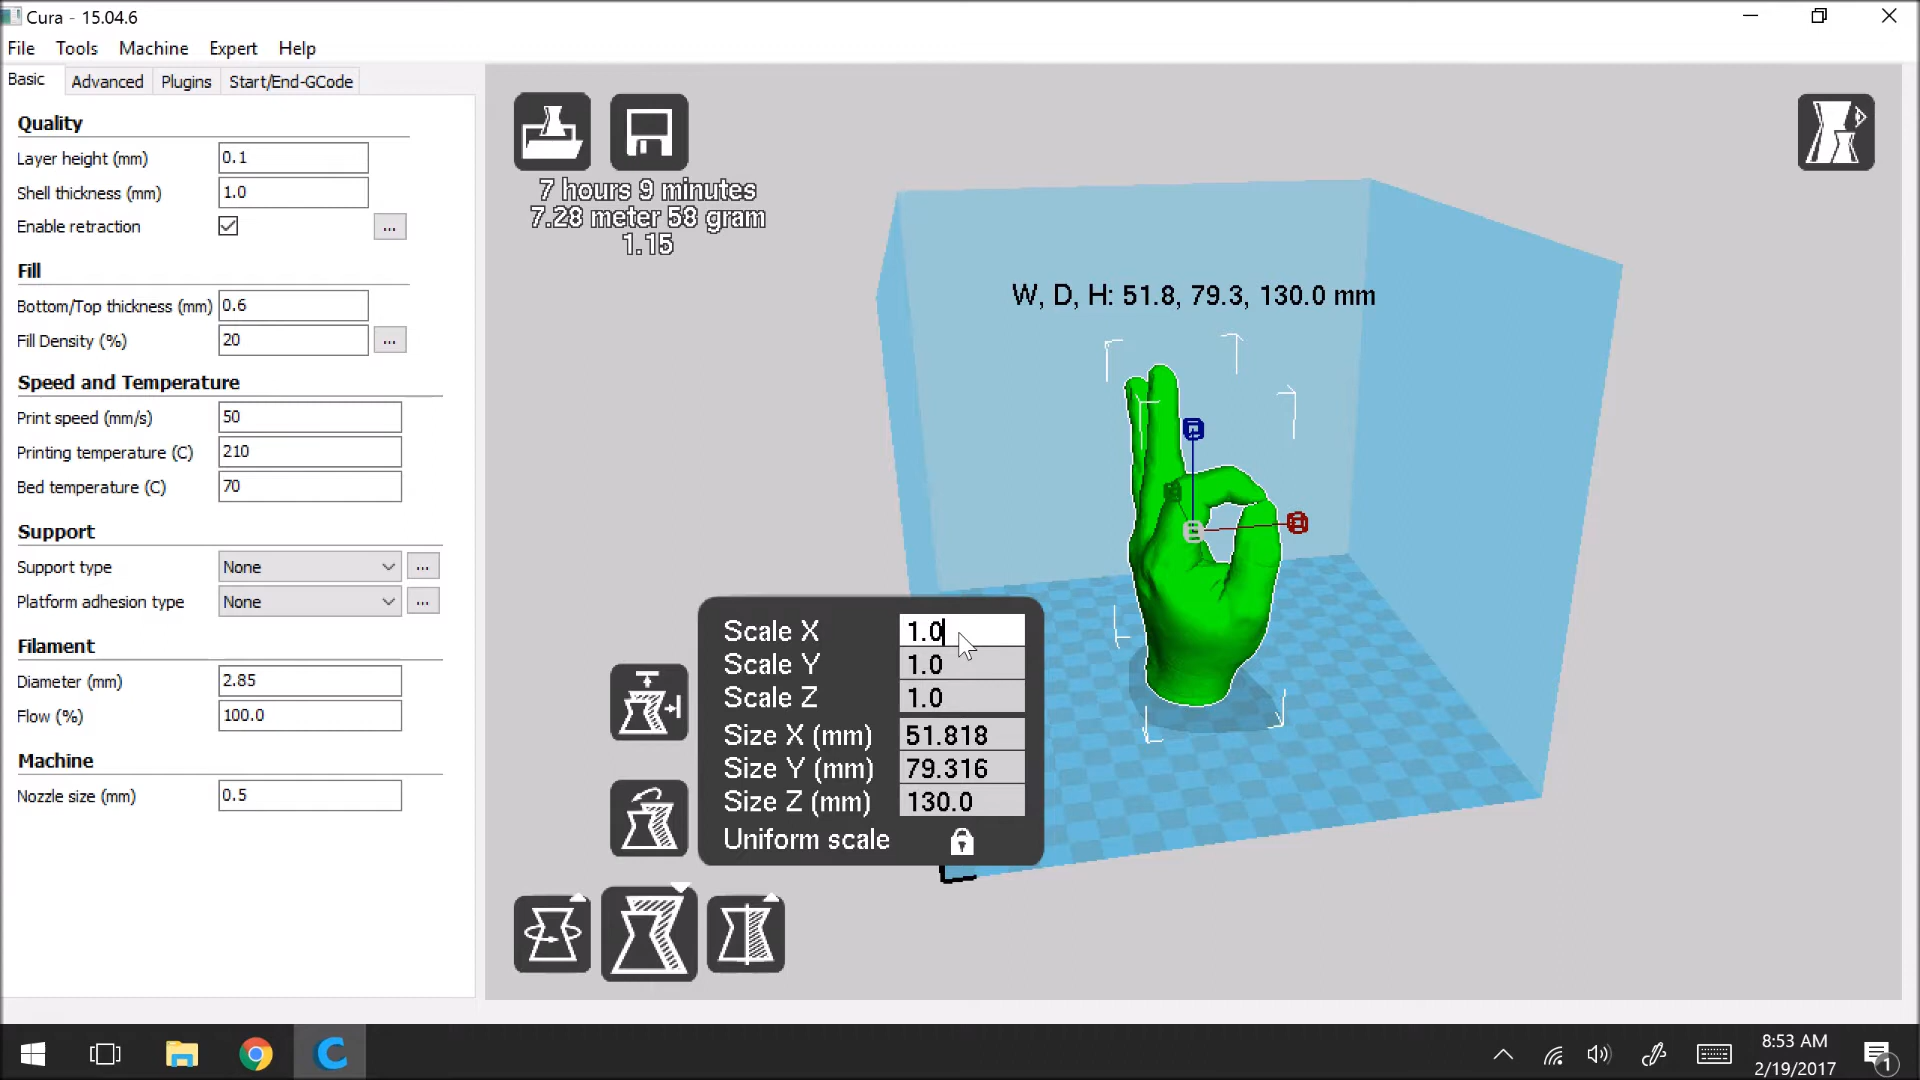 Cura - 15.04.6
File Tools Machine Expert Help
Basic Advanced Plugins Start/End-GCode
Quality
Layer height (mm) 0.1
Shell thickness (mm) 1.0
Enable retraction ...
Fill
Bottom/Top thickness (mm) 0.6
Fill Density (%) 20 ...
Speed and Temperature
Print speed (mm/s) 50
Printing temperature (C) 210
Bed temperature (C) 70
Support
Support type None ...
Platform adhesion type None ...
Filament
Diameter (mm) 2.85
Flow (%) 100.0
Machine
Nozzle size (mm) 0.5
7 hours 9 minutes
7.28 meter 58 gram
1.15
W, D, H: 51.8, 79.3, 130.0 mm
Scale X 1.0
Scale Y 1.0
Scale Z 1.0
Size X (mm) 51.818
Size Y (mm) 79.316
Size Z (mm) 130.0
Uniform scale
8:53 AM
2/19/2017
1